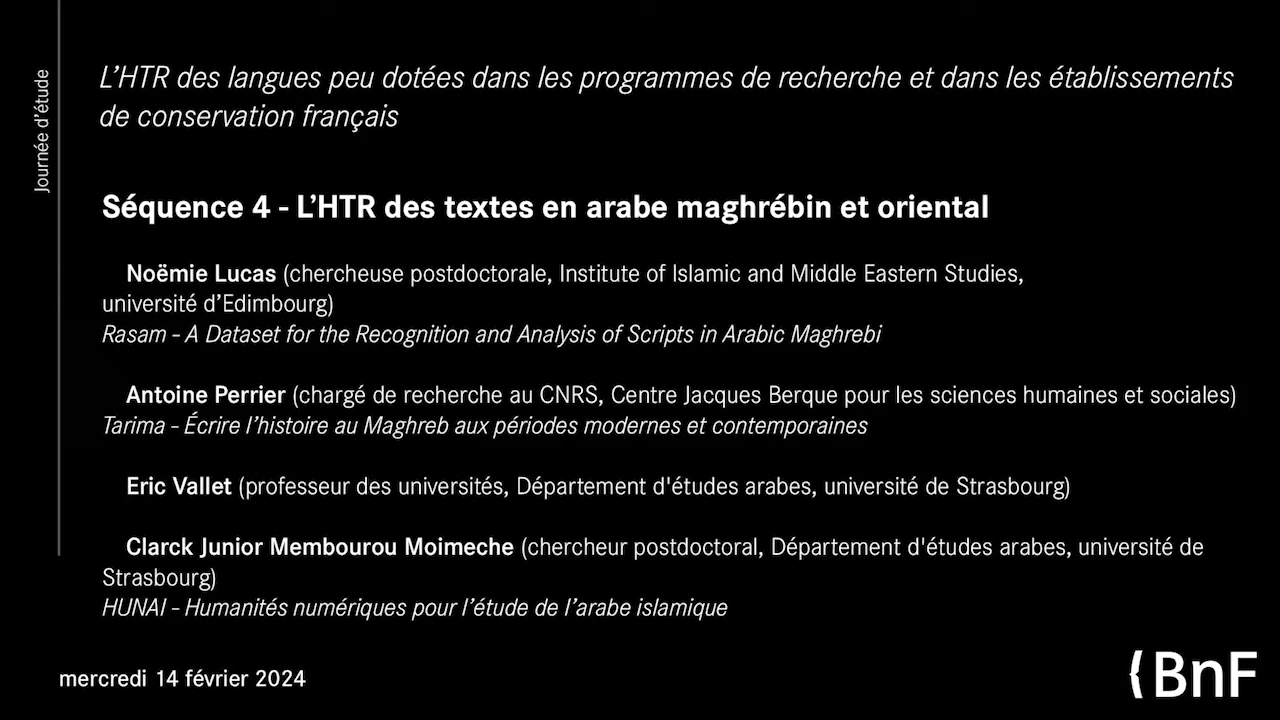 Journée d'étude
L’HTR des langues peu dotées dans les programmes de recherche et dans les établissements
de conservation français
Séquence 4 - L’HTR des textes en arabe maghrébin et oriental
Noëmie Lucas (chercheuse postdoctorale, Institute of Islamic and Middle Eastern Studies,
université d’Edimbourg)
Rasam - A Dataset for the Recognition and Analysis of Scripts in Arabic Maghrebi
Antoine Perrier (chargé de recherche au CNRS, Centre Jacques Berque pour les sciences humaines et sociales)
Tarima - Écrire l’histoire au Maghreb aux périodes modernes et contemporaines
Eric Vallet (professeur des universités, Département d'études arabes, université de Strasbourg)
Clarck Junior Membourou Moimeche (chercheur postdoctoral, Département d'études arabes, université de
Strasbourg)
HUNAI - Humanités numériques pour l’étude de l’arabe islamique
mercredi 14 février 2024
{BnF